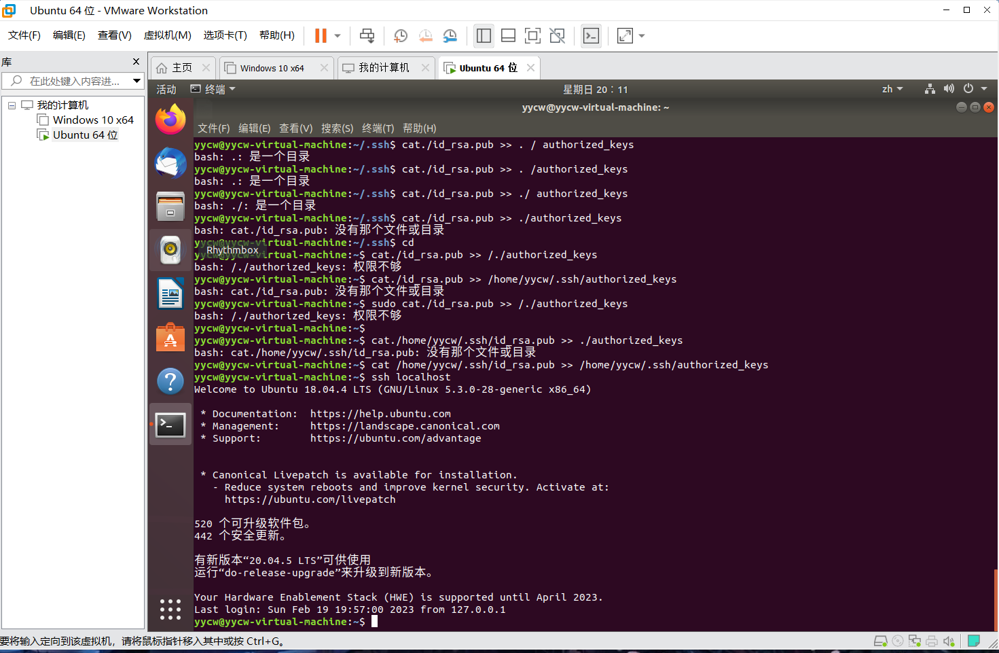 Ubuntu 64 位 - VMware Workstation
文件(F) 编辑(E) 查看(V) 虚拟机(M) 选项卡(T) 帮助(H)
库
在此处键入内容进...
我的计算机
Windows 10 x64
Ubuntu 64 位
主页 Windows 10 x64 我的计算机 Ubuntu 64 位
活动 终端 星期日 20：11 zh
yycw@yycw-virtual-machine: ~
文件(F) 编辑(E) 查看(V) 搜索(S) 终端(T) 帮助(H)
yycw@yycw-virtual-machine:~/.ssh$ cat./id_rsa.pub >> . / authorized_keys
bash: .: 是一个目录
yycw@yycw-virtual-machine:~/.ssh$ cat./id_rsa.pub >> . /authorized_keys
bash: .: 是一个目录
yycw@yycw-virtual-machine:~/.ssh$ cat./id_rsa.pub >> ./ authorized_keys
bash: ./: 是一个目录
yycw@yycw-virtual-machine:~/.ssh$ cat./id_rsa.pub >> ./authorized_keys
bash: cat./id_rsa.pub: 没有那个文件或目录
yycw@yycw-virtual-machine:~/.ssh$ cd
Rhythmbox
yycw@yycw-virtual-machine:~$ cat./id_rsa.pub >> /./authorized_keys
bash: /./authorized_keys: 权限不够
yycw@yycw-virtual-machine:~$ cat./id_rsa.pub >> /home/yycw/.ssh/authorized_keys
bash: cat./id_rsa.pub: 没有那个文件或目录
yycw@yycw-virtual-machine:~$ sudo cat./id_rsa.pub >> /./authorized_keys
bash: /./authorized_keys: 权限不够
yycw@yycw-virtual-machine:~$
yycw@yycw-virtual-machine:~$ cat./home/yycw/.ssh/id_rsa.pub >> ./authorized_keys
bash: cat./home/yycw/.ssh/id_rsa.pub: 没有那个文件或目录
yycw@yycw-virtual-machine:~$ cat /home/yycw/.ssh/id_rsa.pub >> /home/yycw/.ssh/authorized_keys
yycw@yycw-virtual-machine:~$ ssh localhost
Welcome to Ubuntu 18.04.4 LTS (GNU/Linux 5.3.0-28-generic x86_64)
* Documentation: https://help.ubuntu.com
* Management: https://landscape.canonical.com
* Support: https://ubuntu.com/advantage
* Canonical Livepatch is available for installation.
- Reduce system reboots and improve kernel security. Activate at:
https://ubuntu.com/livepatch
520 个可升级软件包。
442 个安全更新。
有新版本“20.04.5 LTS”可供使用
运行“do-release-upgrade”来升级到新版本。
Your Hardware Enablement Stack (HWE) is supported until April 2023.
Last login: Sun Feb 19 19:57:00 2023 from 127.0.0.1
yycw@yycw-virtual-machine:~$
要将输入定向到该虚拟机，请将鼠标指针移入其中或按 Ctrl+G。